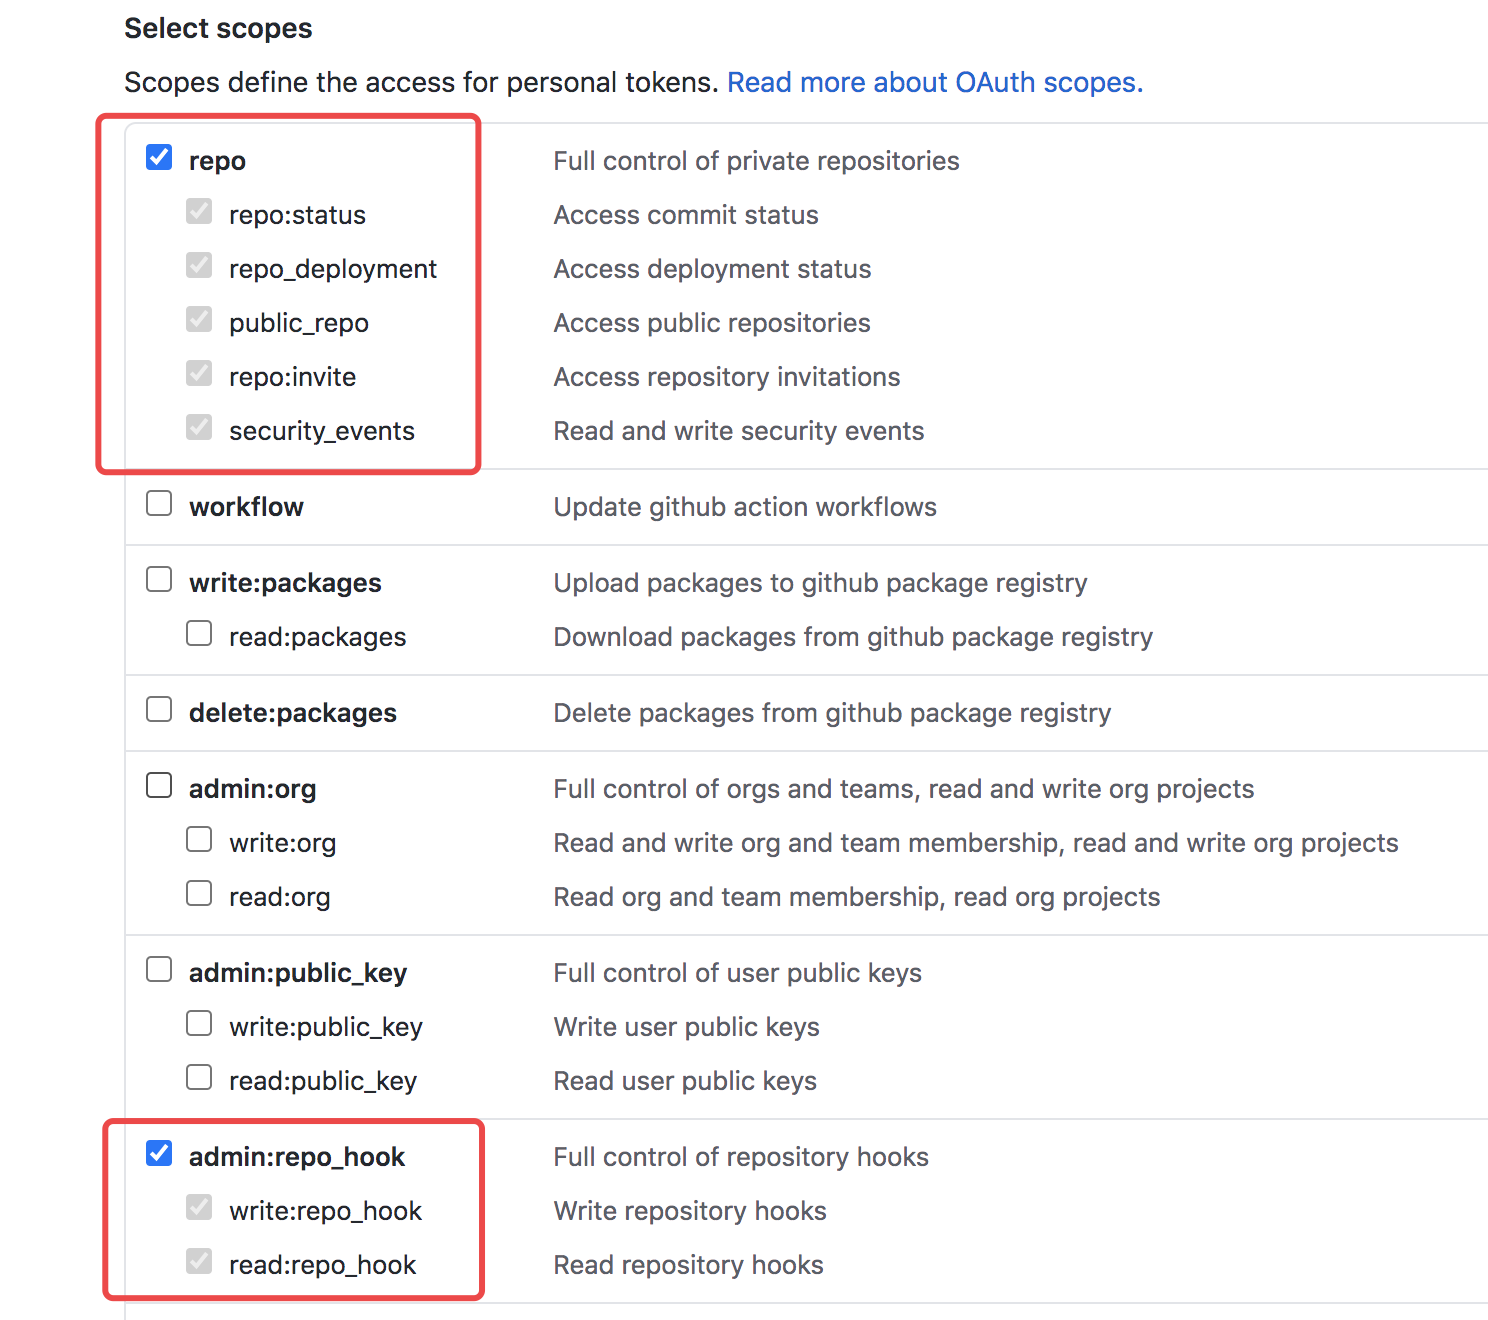 Select scopes
Scopes define the access for personal tokens. Read more about OAuth scopes.
repo Full control of private repositories
repo:status Access commit status
repo_deployment Access deployment status
public_repo Access public repositories
repo:invite Access repository invitations
security_events Read and write security events
workflow Update github action workflows
write:packages Upload packages to github package registry
read:packages Download packages from github package registry
delete:packages Delete packages from github package registry
admin:org Full control of orgs and teams, read and write org projects
write:org Read and write org and team membership, read and write org projects
read:org Read org and team membership, read org projects
admin:public_key Full control of user public keys
write:public_key Write user public keys
read:public_key Read user public keys
admin:repo_hook Full control of repository hooks
write:repo_hook Write repository hooks
read:repo_hook Read repository hooks